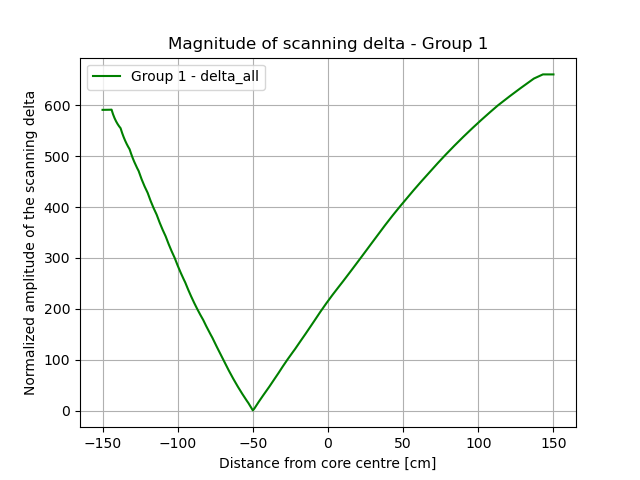 Magnitude of scanning delta - Group 1
Group 1 - delta_all
Normalized amplitude of the scanning delta
600
500
400
300
200
100
0
−150 −100 −50 0 50 100 150
Distance from core centre [cm]